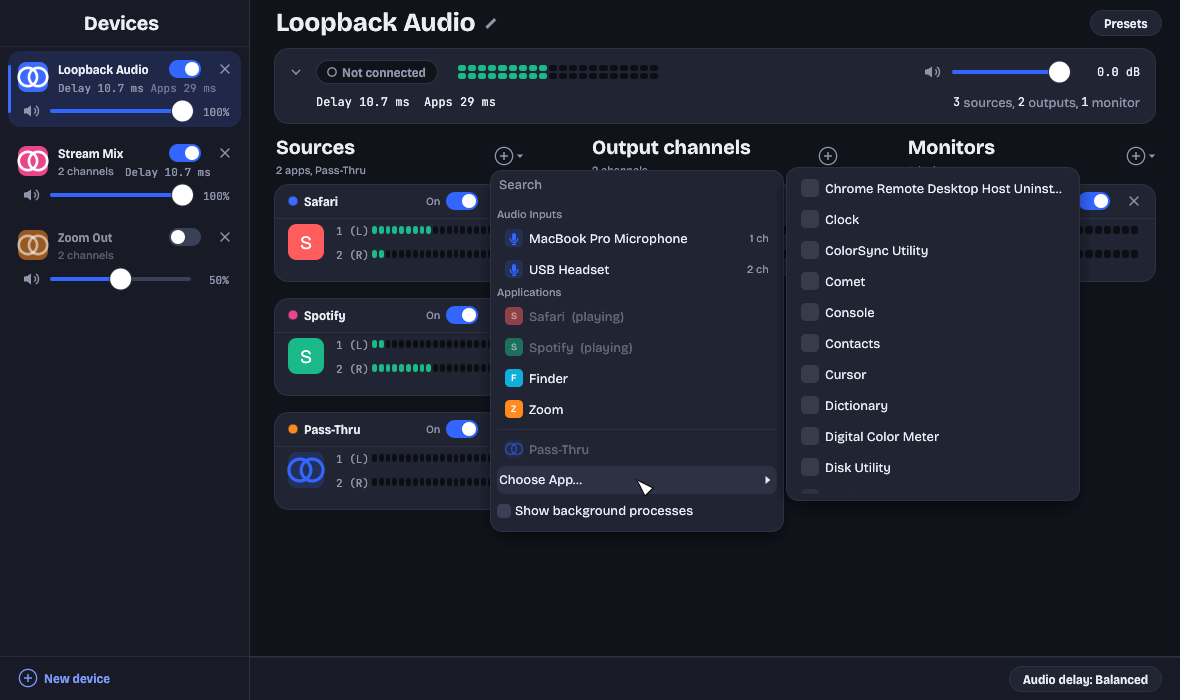 Devices
Loopback Audio
Delay 10.7 ms Apps 29 ms
100%
Stream Mix
2 channels Delay 10.7 ms
100%
Zoom Out
2 channels
50%
New device
Loopback Audio
Presets
Not connected
0.0 dB
Delay 10.7 ms Apps 29 ms
3 sources, 2 outputs, 1 monitor
Sources
2 apps, Pass-Thru
Output channels
2 channels
Monitors
Safari
On
S
1 (L)
2 (R)
Spotify
On
S
1 (L)
2 (R)
Pass-Thru
On
1 (L)
2 (R)
Search
Audio Inputs
MacBook Pro Microphone 1 ch
USB Headset 2 ch
Applications
S Safari (playing)
S Spotify (playing)
F Finder
Z Zoom
Pass-Thru
Choose App...
Show background processes
Chrome Remote Desktop Host Uninst...
Clock
ColorSync Utility
Comet
Console
Contacts
Cursor
Dictionary
Digital Color Meter
Disk Utility
Audio delay: Balanced